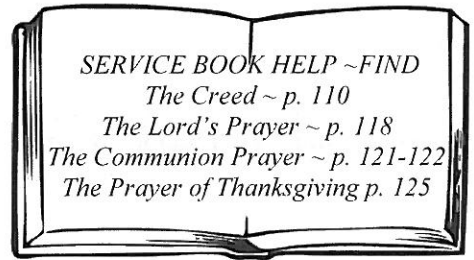 SERVICE BOOK HELP ~FIND
The Creed ~ p. 110
The Lord's Prayer ~ p. 118
The Communion Prayer ~ p. 121-122
The Prayer of Thanksgiving p. 125